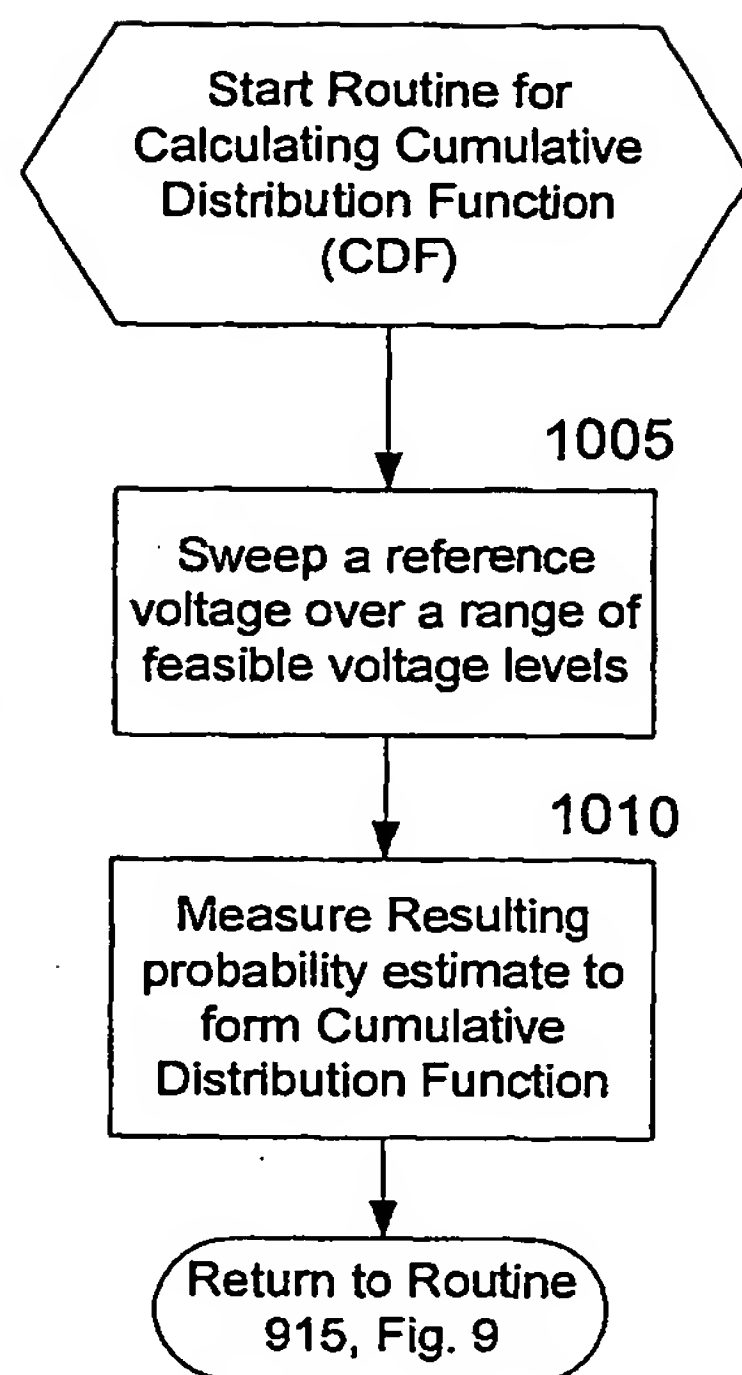 Start Routine for
Calculating Cumulative
Distribution Function
(CDF)
1005
Sweep a reference
voltage over a range of
feasible voltage levels
1010
Measure Resulting
probability estimate to
form Cumulative
Distribution Function
Return to Routine
915, Fig. 9